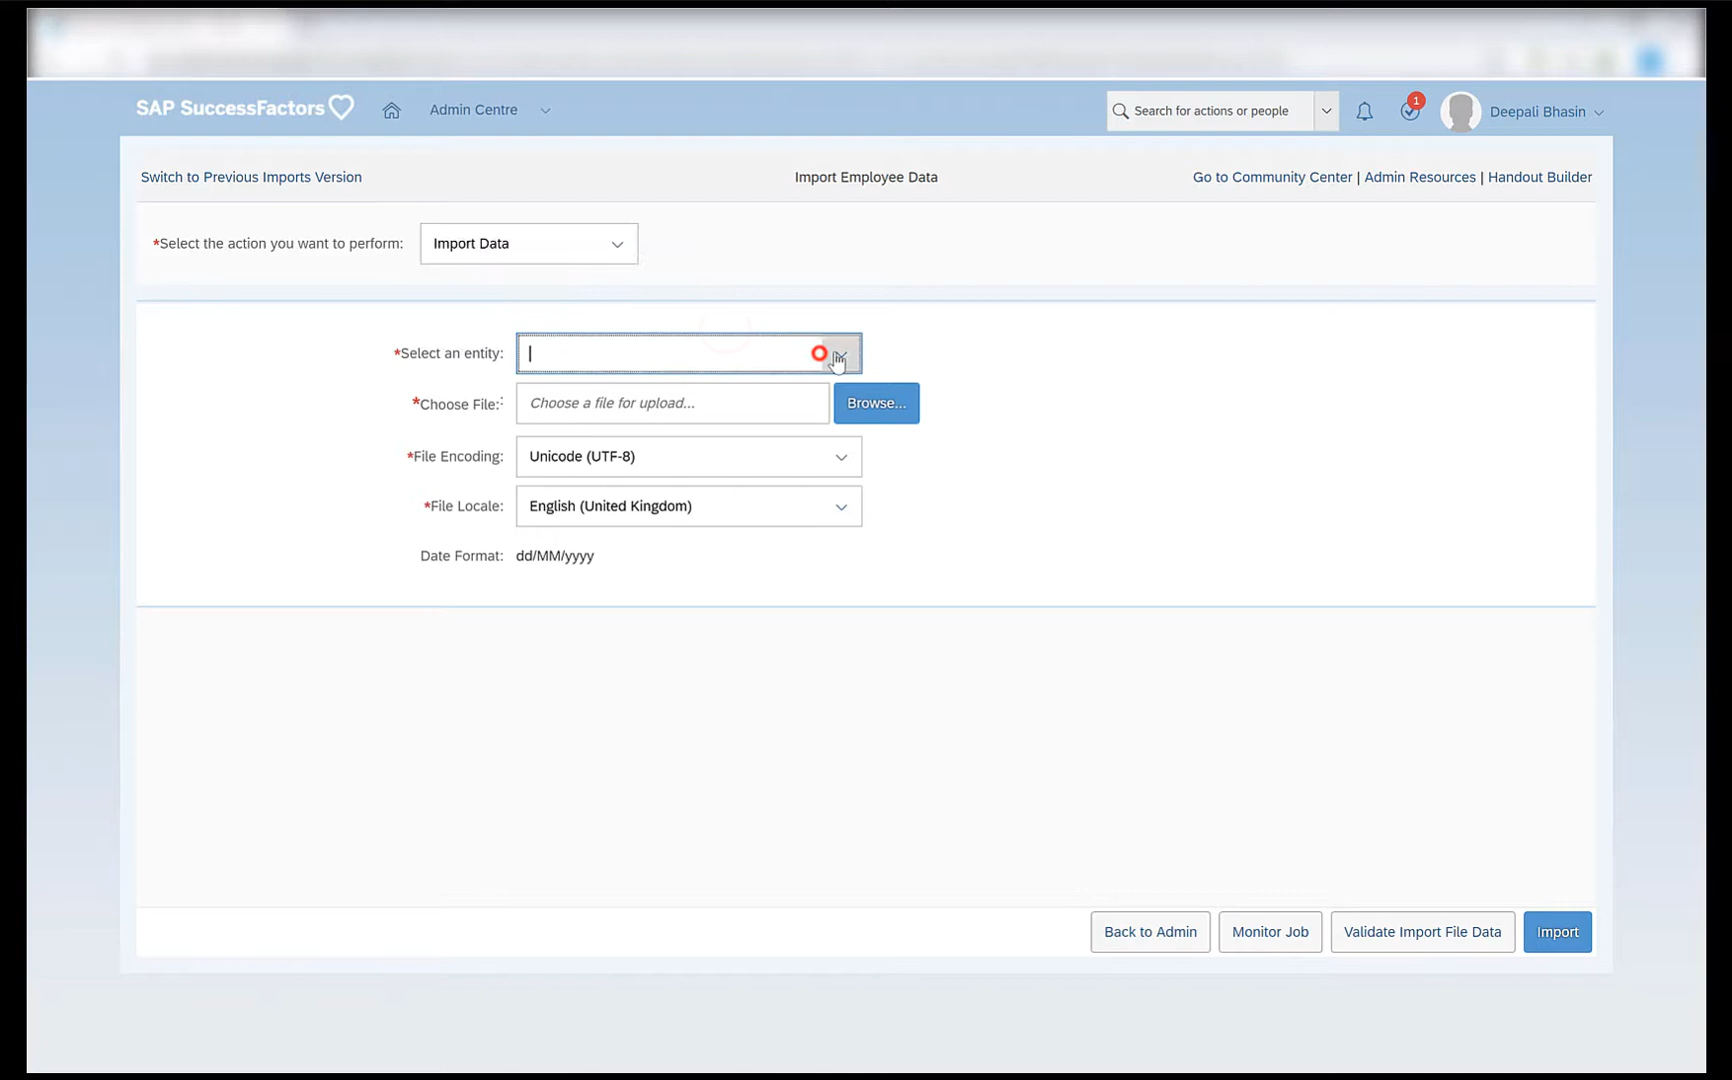 SAP SuccessFactors
Admin Centre
Search for actions or people
1
Deepali Bhasin
Switch to Previous Imports Version
Import Employee Data
Go to Community Center | Admin Resources | Handout Builder
*Select the action you want to perform: Import Data
*Select an entity:
*Choose File:: Choose a file for upload... Browse...
*File Encoding: Unicode (UTF-8)
*File Locale: English (United Kingdom)
Date Format: dd/MM/yyyy
Back to Admin
Monitor Job
Validate Import File Data
Import